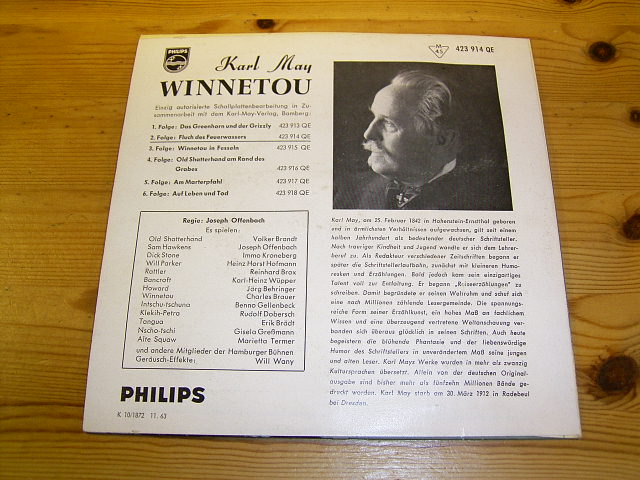 PHILIPS
Karl May
WINNETOU
Einzig autorisierte Schallplattenbearbeitung in Zu-
sammenarbeit mit dem Karl-May-Verlag, Bamberg:
1. Folge: Das Greenhorn und der Grizzly 423 913 QE
2. Folge: Fluch des Feuerwassers 423 914 QE
3. Folge: Winnetou in Fesseln 423 915 QE
4. Folge: Old Shatterhand am Rand des
Grabes 423 916 QE
5. Folge: Am Marterpfahl 423 917 QE
6. Folge: Auf Leben und Tod 423 918 QE
Regie: Joseph Offenbach
Es spielen:
Old Shatterhand Volker Brandt
Sam Hawkens Joseph Offenbach
Dick Stone Immo Kroneberg
Will Parker Heinz Horst Hofmann
Rattler Reinhard Brox
Bancroft Karl-Heinz Wüpper
Howard Jörg Behringer
Winnetou Charles Brauer
Intschu-tschuna Benno Gellenbeck
Klekih-Petra Rudolf Dobersch
Tangua Erik Brädt
Nscho-tschi Gisela Greßmann
Alte Squaw Marietta Termer
und andere Mitglieder der Hamburger Bühnen
Geräusch-Effekte: Will Wany
PHILIPS
K 10/1872 11. 63
M
45
423 914 QE
Karl May, am 25. Februar 1842 in Hohenstein-Ernstthal geboren
und in ärmlichsten Verhältnissen aufgewachsen, gilt seit einem
halben Jahrhundert als bedeutender deutscher Schriftsteller.
Nach trauriger Kindheit und Jugend wandte er sich dem Lehrer-
beruf zu. Als Redakteur verschiedener Zeitschriften begann er
später die Schriftstellerlaufbahn, zunächst mit kleineren Humo-
resken und Erzählungen. Bald jedoch kam sein einzigartiges
Talent voll zur Entfaltung. Er begann „Reiseerzählungen" zu
schreiben. Damit begründete er seinen Weltruhm und schuf sich
eine nach Millionen zählende Lesergemeinde. Die spannungs-
reiche Form seiner Erzählkunst, ein hohes Maß an fachlichem
Wissen und eine überzeugend vertretene Weltanschauung verban-
den sich überaus glücklich in seinen Schriften. Auch heute
begeistern die blühende Phantasie und der liebenswürdige
Humor des Schriftstellers in unverändertem Maß seine jungen
und alten Leser. Karl Mays Werke wurden in mehr als zwanzig
Kultursprachen übersetzt. Allein von der deutschen Original-
ausgabe sind bisher mehr als fünfzehn Millionen Bände ge-
druckt worden. Karl May starb am 30. März 1912 in Radebeul
bei Dresden.